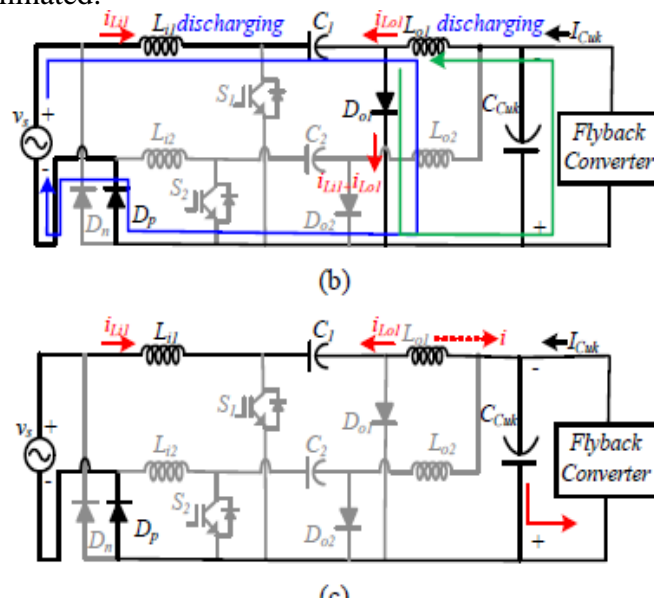 minated.
iLi1 Li1 discharging C1 iLo1 Lo1 discharging ICuk
S1
vs + Do1 CCuk
Li2 C2 Lo2 Flyback
Converter
- S2 iLi1+iLo1
Dn Dp Do2 +
(b)
iLi1 Li1 C1 iLo1 Lo1 i ICuk
-
S1 Do1 CCuk
vs + Li2 C2 Lo2 Flyback
Converter
- S2
Dn Dp Do2 +
(c)